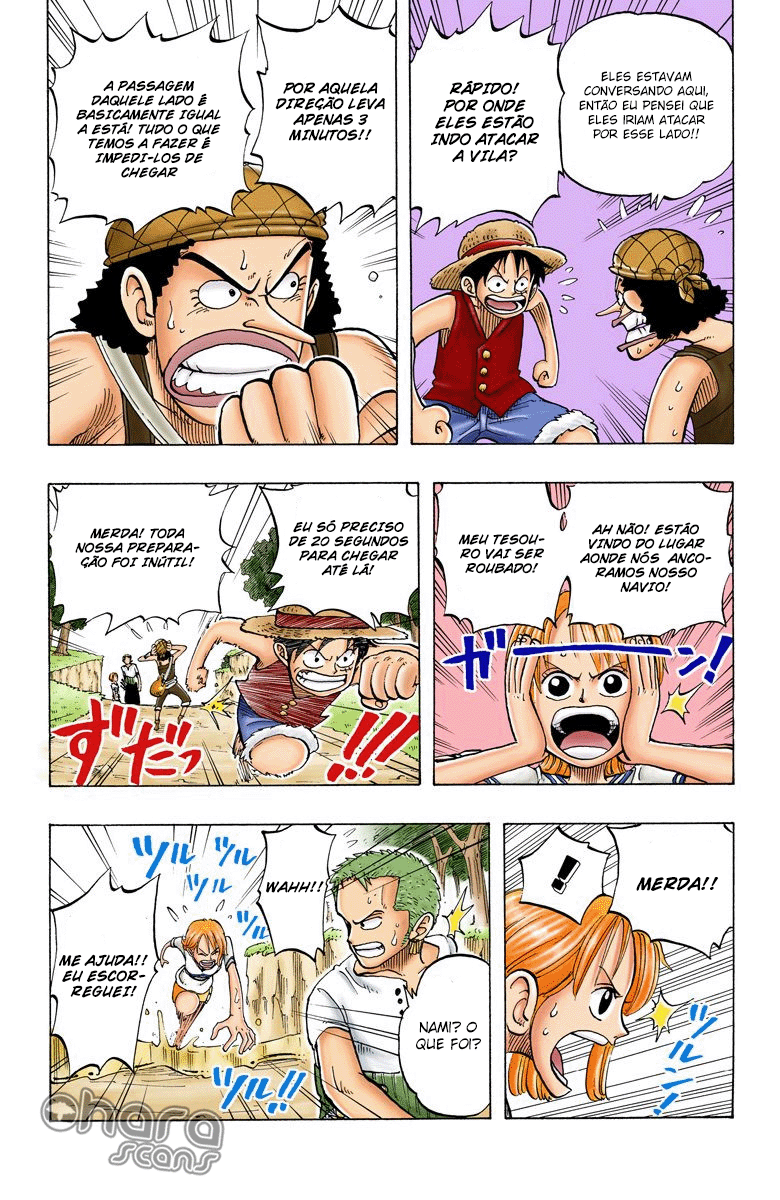 ELES ESTAVAM
CONVERSANDO AQUI,
ENTÃO EU PENSEI QUE
ELES IRIAM ATACAR
POR ESSE LADO!!
RÁPIDO!
POR ONDE
ELES ESTÃO
INDO ATACAR
A VILA?
POR AQUELA
DIREÇÃO LEVA
APENAS 3
MINUTOS!!
A PASSAGEM
DAQUELE LADO É
BASICAMENTE IGUAL
A ESTÁ! TUDO O QUE
TEMOS A FAZER É
IMPEDI-LOS DE
CHEGAR
AH NÃO! ESTÃO
VINDO DO LUGAR
AONDE NÓS ANCO-
RAMOS NOSSO
NAVIO!
MEU TESOU-
RO VAI SER
ROUBADO!
ガーーン!
EU SÓ PRECISO
DE 20 SEGUNDOS
PARA CHEGAR
ATÉ LÁ!
MERDA! TODA
NOSSA PREPARA-
ÇÃO FOI INÚTIL!
ずだっ!!!
MERDA!!
!
ツルッ!
WAHH!!
NAMI? O
QUE FOI?
ツル
ツル
ツル
ツル
ツル!!
ME AJUDA!!
EU ESCOR-
REGUEI!
Ohara
scans